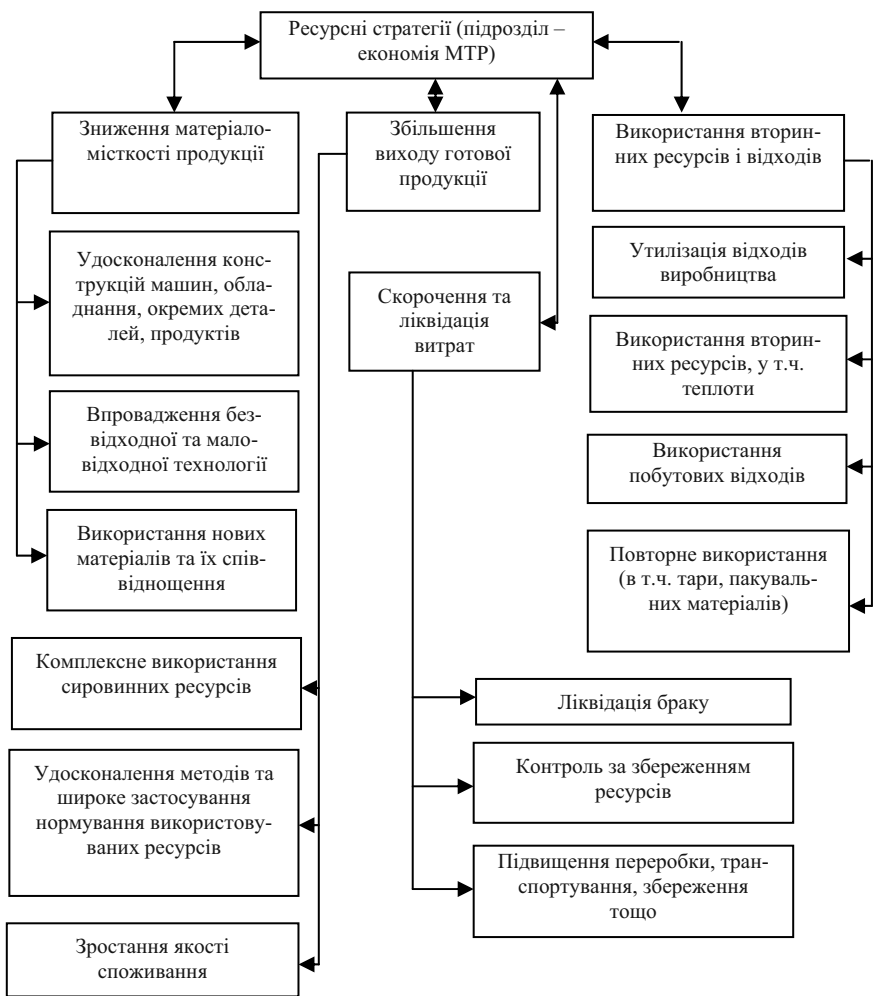 Ресурсні стратегії (підрозділ –
економія МТР)
Зниження матеріало-
місткості продукції
Збільшення
виходу готової
продукції
Використання вторин-
них ресурсів і відходів
Удосконалення конс-
трукцій машин, обла-
днання, окремих дета-
лей, продуктів
Впровадження без-
відходної та мало-
відходної технології
Використання нових
матеріалів та їх спів-
віднощення
Скорочення та
ліквідація
витрат
Утилізація відходів
виробництва
Використання вторин-
них ресурсів, у т.ч.
теплоти
Використання
побутових відходів
Повторне використання
(в т.ч. тари, пакуваль-
них матеріалів)
Комплексне використання
сировинних ресурсів
Удосконалення методів та
широке застосування
нормування використову-
ваних ресурсів
Зростання якості
споживання
Ліквідація браку
Контроль за збереженням
ресурсів
Підвищення переробки, тран-
спортування, збереження
тощо